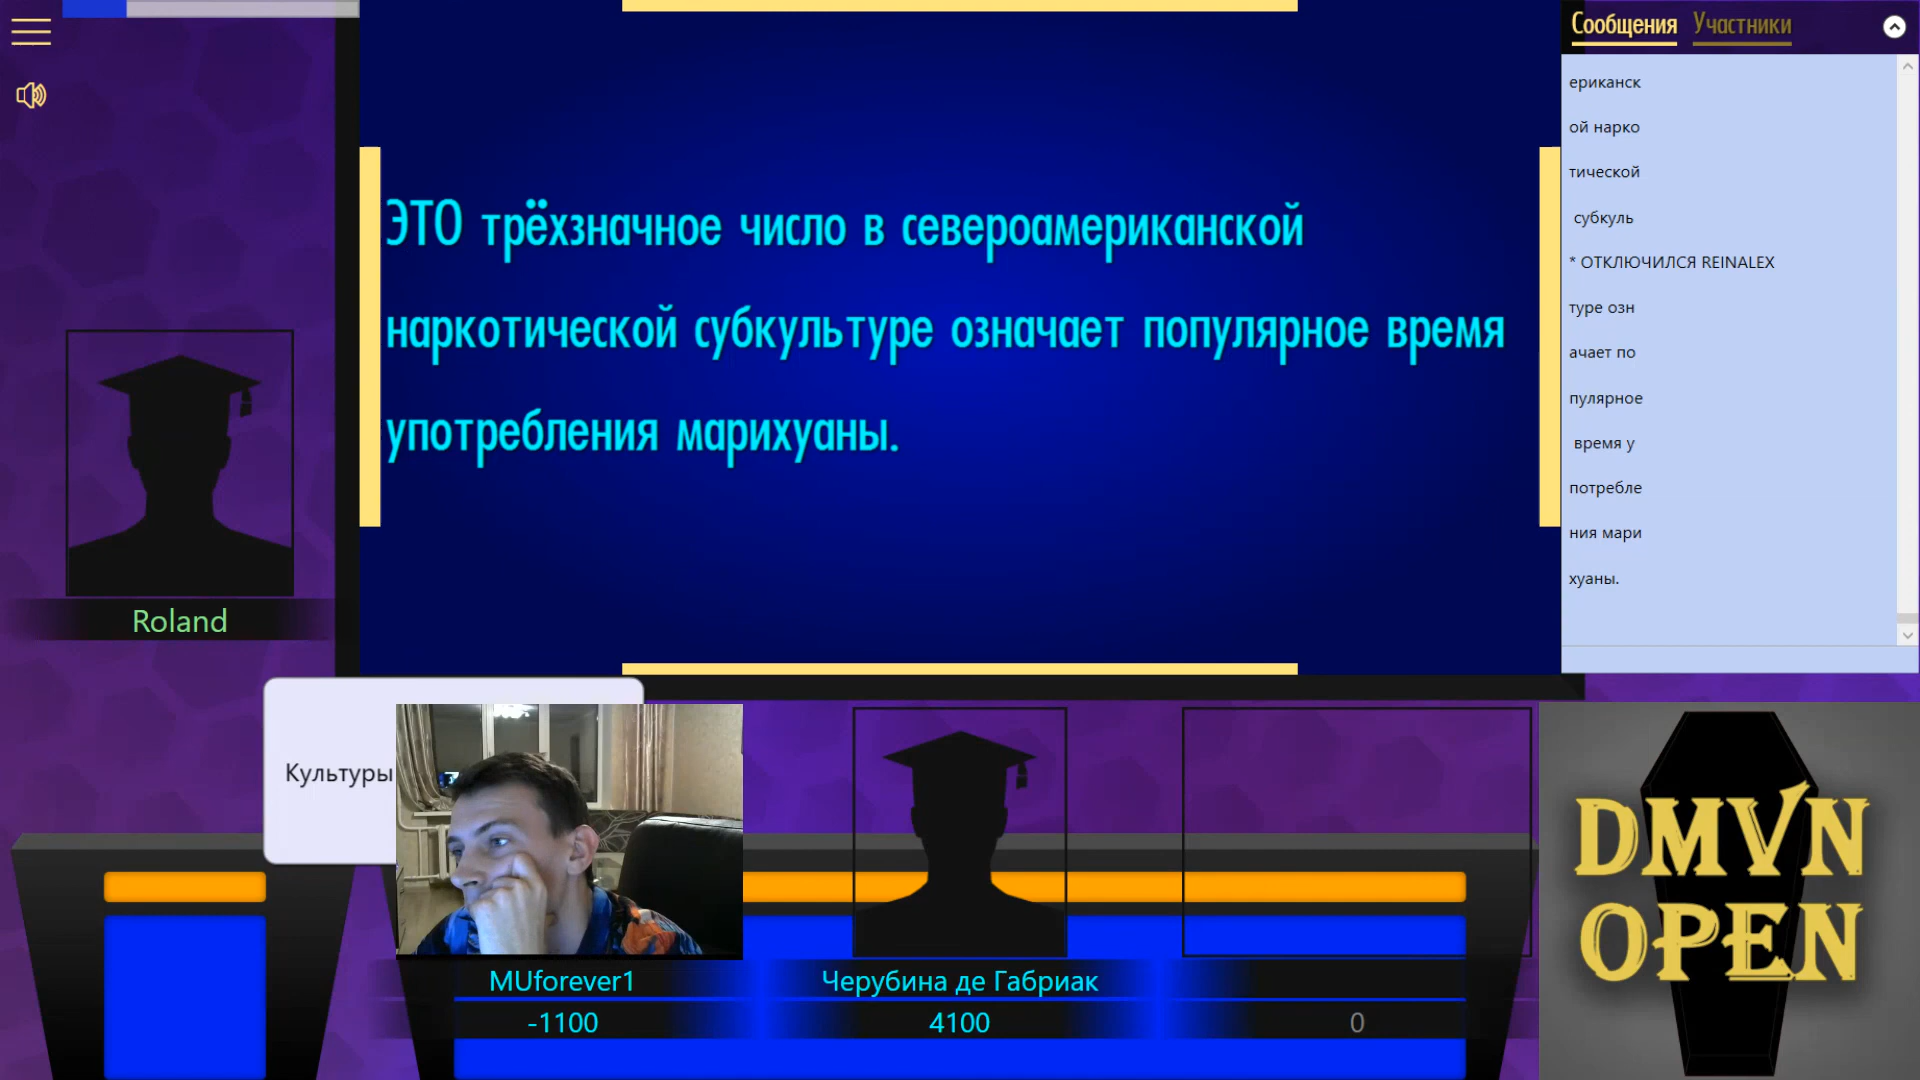 Сообщения Участники
ЭТО трёхзначное число в североамериканской
наркотической субкультуре означает популярное время
употребления марихуаны.
ериканск
ой нарко
тической
субкуль
* ОТКЛЮЧИЛСЯ REINALEX
туре озн
ачает по
пулярное
время у
потребле
ния мари
хуаны.
Roland
Культуры
MUforever1
-1100
Черубина де Габриак
4100
0
DMVN
OPEN